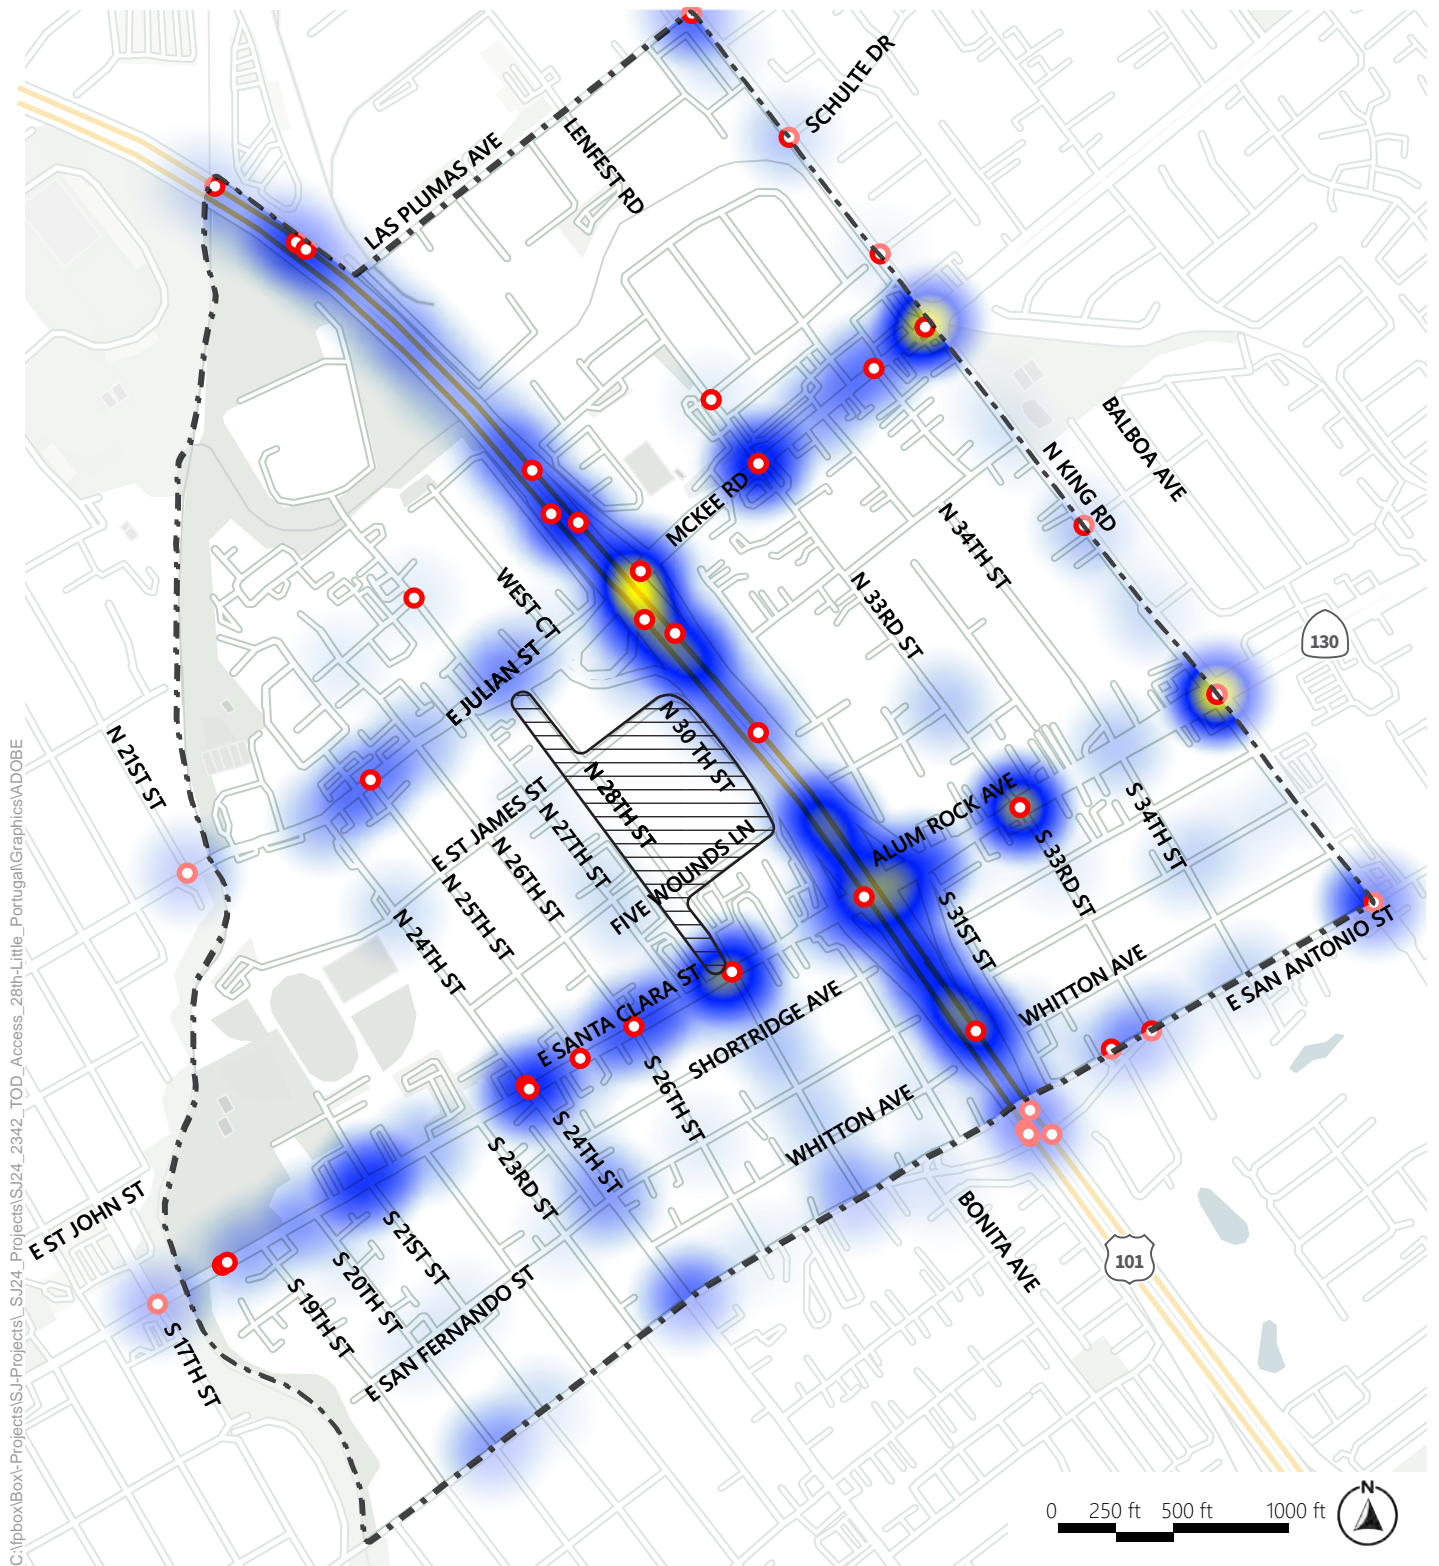 SCHULTE DR
LENFEST RD
LAS PLUMAS AVE
BALBOA AVE
N KING RD
MCKEE RD
N 34TH ST
N 33RD ST
WEST CT
E JULIAN ST
130
N 21ST ST
N 30 TH ST
N 28TH ST
E ST JAMES ST
N 27TH ST
N 26TH ST
N 25TH ST
N 24TH ST
FIVE WOUNDS LN
ALUM ROCK AVE
S 34TH ST
S 33RD ST
S 31ST ST
WHITTON AVE
E SAN ANTONIO ST
E SANTA CLARA ST
SHORTRIDGE AVE
S 26TH ST
WHITTON AVE
S 24TH ST
S 23RD ST
E ST JOHN ST
S 21ST ST
S 20TH ST
S 19TH ST
S 17TH ST
E SAN FERNANDO ST
BONITA AVE
101
0 250 ft 500 ft 1000 ft
N
C:\fpbox\Box\-Projects\SJ-Projects\_SJ24_Projects\SJ24_2342_TOD_Access_28th-Little_Portugal\Graphics\ADOBE